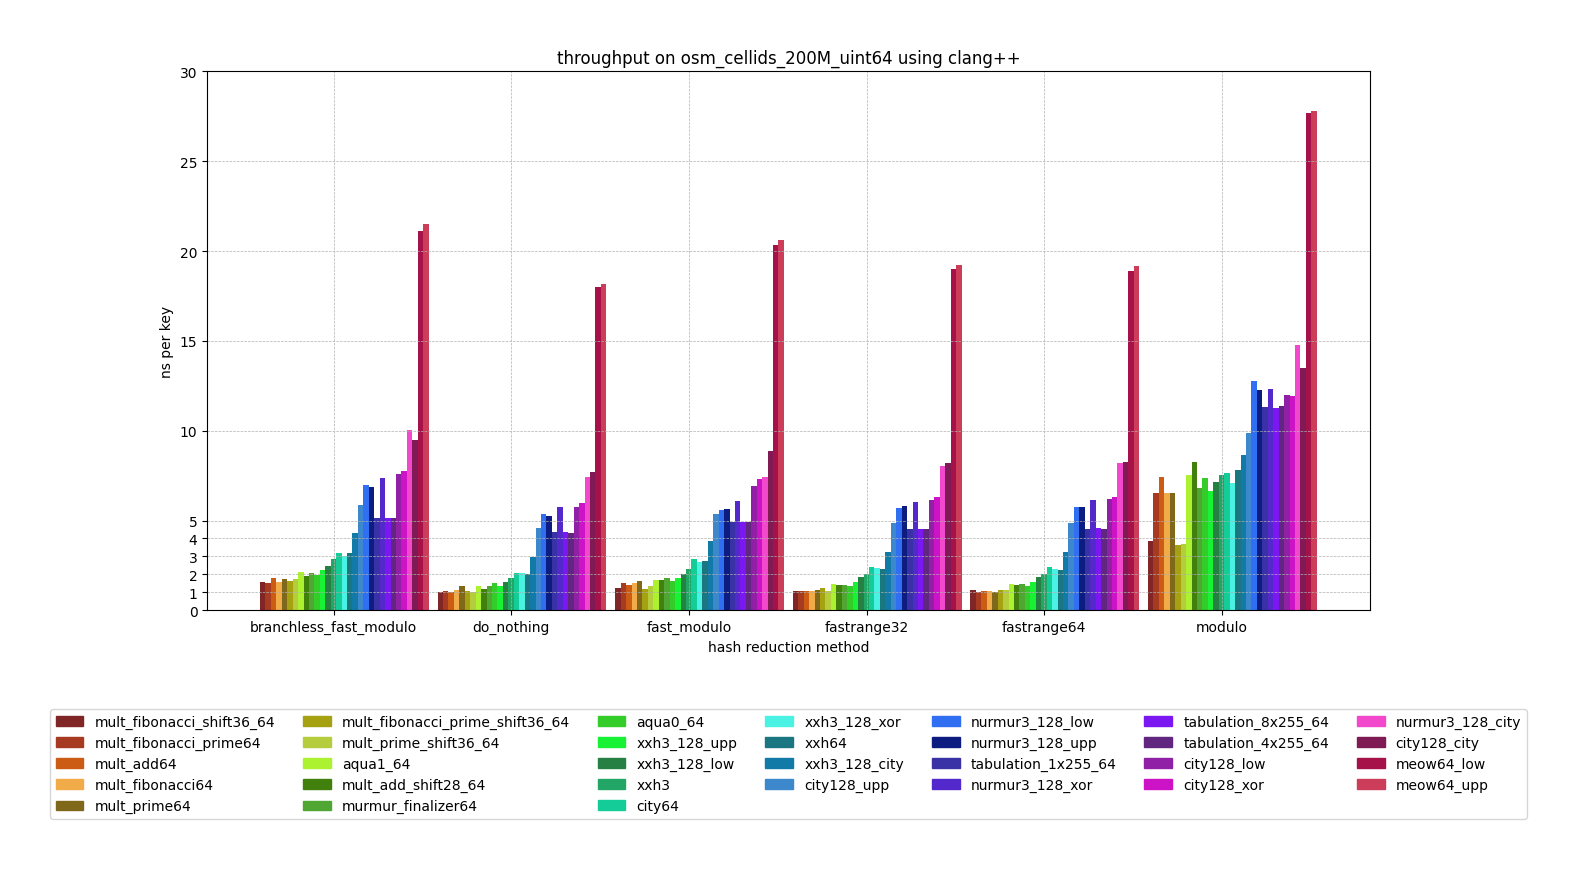 throughput on osm_cellids_200M_uint64 using clang++
30
25
20
15
10
5
4
3
2
1
0
ns per key
branchless_fast_modulo do_nothing fast_modulo fastrange32 fastrange64 modulo
hash reduction method
mult_fibonacci_shift36_64 mult_fibonacci_prime_shift36_64 aqua0_64 xxh3_128_xor nurmur3_128_low tabulation_8x255_64 nurmur3_128_city
mult_fibonacci_prime64 mult_prime_shift36_64 xxh3_128_upp xxh64 nurmur3_128_upp tabulation_4x255_64 city128_city
mult_add64 aqua1_64 xxh3_128_low xxh3_128_city tabulation_1x255_64 city128_low meow64_low
mult_fibonacci64 mult_add_shift28_64 xxh3 city128_upp nurmur3_128_xor city128_xor meow64_upp
mult_prime64 murmur_finalizer64 city64